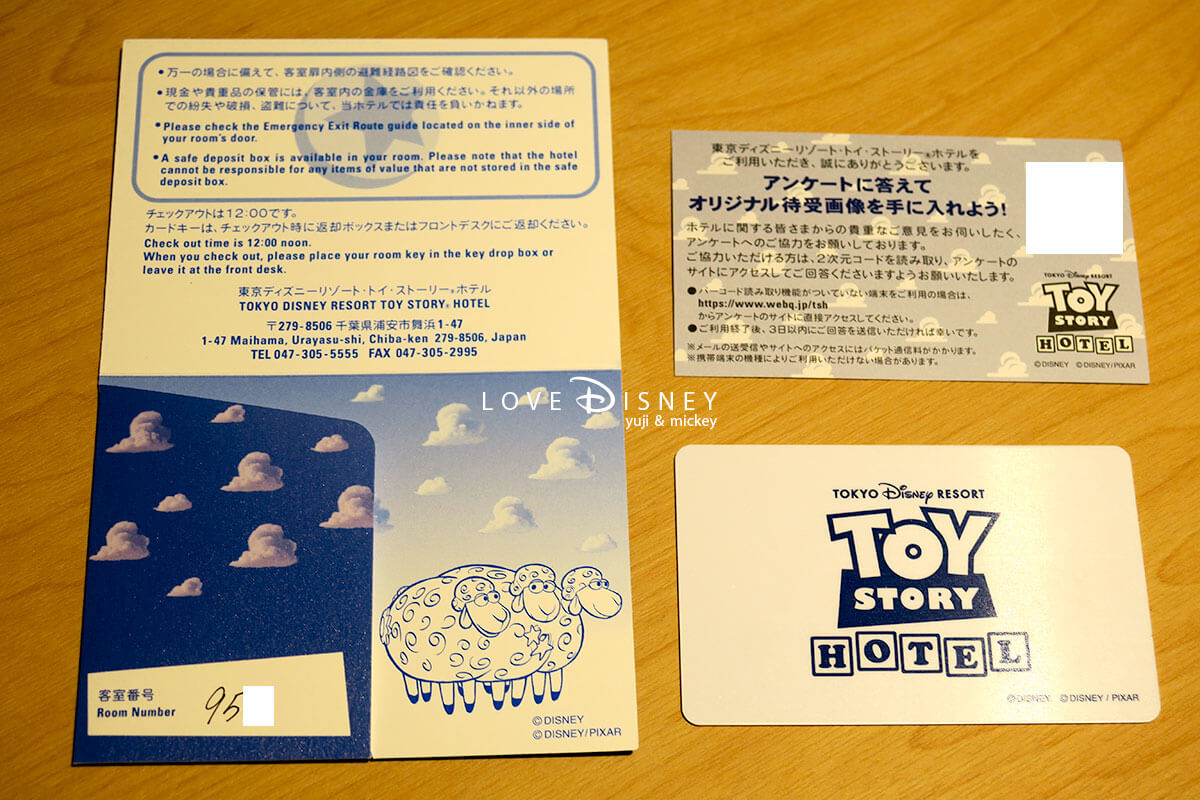 •万一の場合に備えて、客室扉内側の避難経路図をご確認ください。
•現金や貴重品の保管には、客室内の金庫をご利用ください。それ以外の場所
での紛失や破損、盗難について、当ホテルでは責任を負いかねます。
•Please check the Emergency Exit Route guide located on the inner side of
your room's door.
•A safe deposit box is available in your room. Please note that the hotel
cannot be responsible for any items of value that are not stored in the safe
deposit box.
チェックアウトは12:00です。
カードキーは、チェックアウト時に返却ボックスまたはフロントデスクにご返却ください。
Check out time is 12:00 noon.
When you check out, please place your room key in the key drop box or
leave it at the front desk.
東京ディズニーリゾート・トイ・ストーリー®ホテル
TOKYO DISNEY RESORT TOY STORY® HOTEL
〒279-8506 千葉県浦安市舞浜1-47
1-47 Maihama, Urayasu-shi, Chiba-ken 279-8506, Japan
TEL 047-305-5555 FAX 047-305-2995
客室番号
Room Number
95
©DISNEY
©DISNEY/PIXAR
LOVE DISNEY
yuji & mickey
東京ディズニーリゾート・トイ・ストーリー®ホテルを
ご利用いただき、誠にありがとうございます。
アンケートに答えて
オリジナル待受画像を手に入れよう!
ホテルに関する皆さまからの貴重なご意見をお伺いしたく、
アンケートへのご協力をお願いしております。
ご協力いただける方は、2次元コードを読み取り、アンケートの
サイトにアクセスしてご回答くださいますようお願いいたします。
●バーコード読み取り機能がついていない端末をご利用の場合は、
https://www.webq.jp/tsh
からアンケートのサイトに直接アクセスしてください。
●ご利用終了後、3日以内にご回答を送信いただければ幸いです。
※メールの送受信やサイトへのアクセスにはパケット通信料がかかります。
※携帯端末の機種によりご利用いただけない場合があります。
TOKYO Disney RESORT
TOY
STORY
HOTEL
©DISNEY ©DISNEY/PIXAR
TOKYO Disney RESORT
TOY
STORY
HOTEL
©DISNEY ©DISNEY/PIXAR